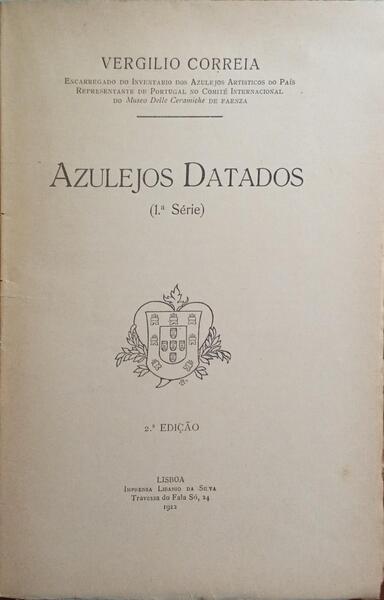 VERGILIO CORREIA
ENCARREGADO DO INVENTARIO DOS AZULEJOS ARTISTICOS DO PAÍS
REPRESENTANTE DE PORTUGAL NO COMITÉ INTERNACIONAL
DO Museo Delle Ceramiche DE FAENZA
AZULEJOS DATADOS
(1.ª Série)
2.ª EDIÇÃO
LISBOA
IMPRENSA LIBANIO DA SILVA
Travessa do Fala Só, 24
1922